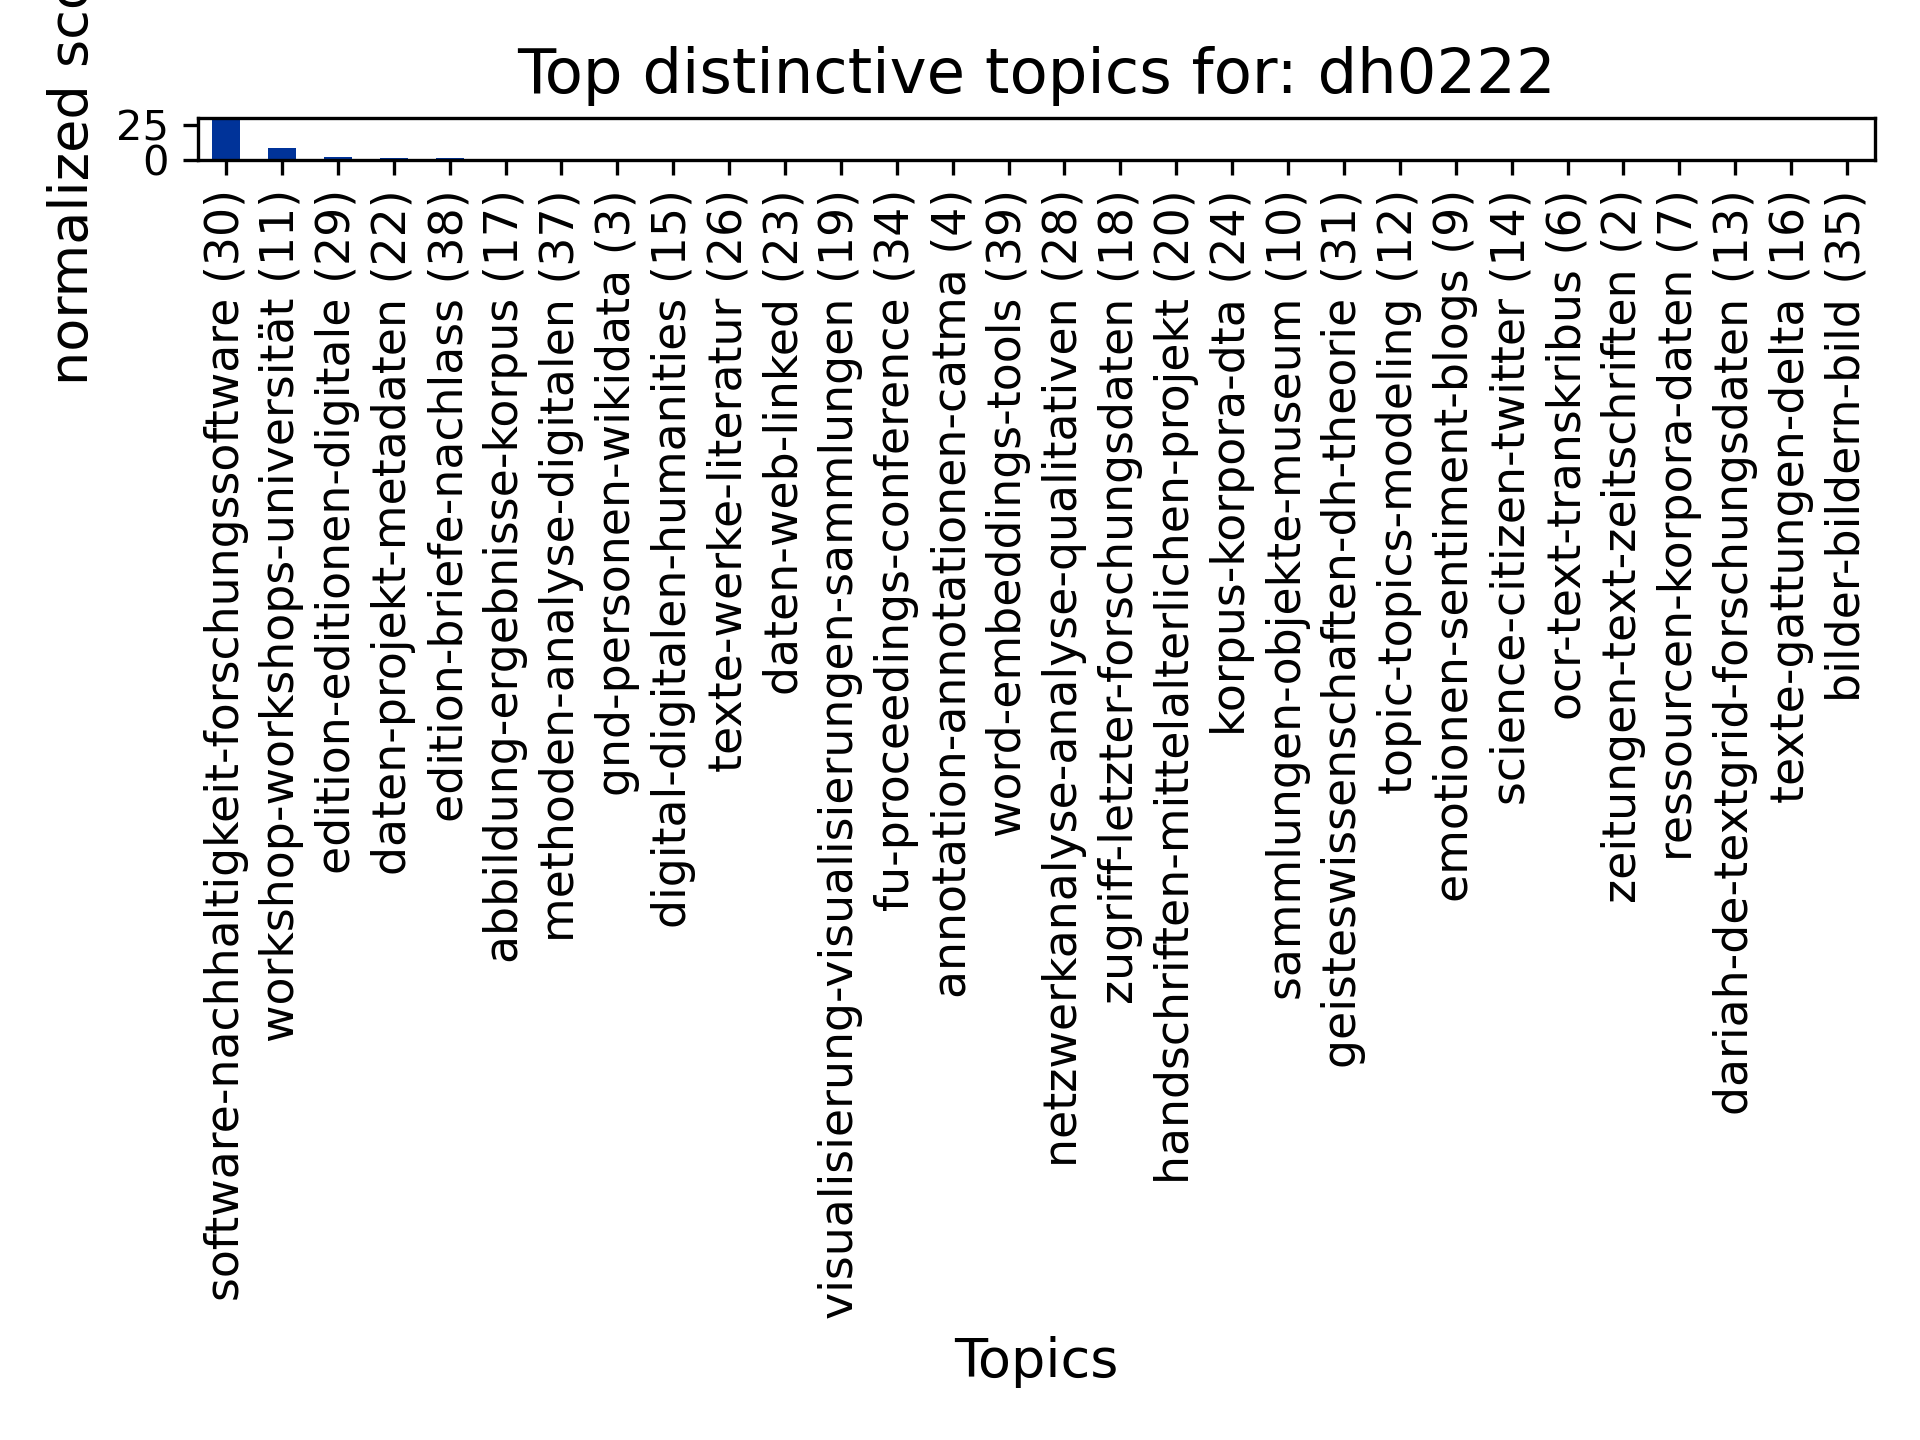 Top distinctive topics for: dh0222
normalized
25
0
software-nachhaltigkeit-forschungssoftware (30)
workshop-workshops-universität (11)
edition-editionen-digitale (29)
daten-projekt-metadaten (22)
edition-briefe-nachlass (38)
abbildung-ergebnisse-korpus (17)
methoden-analyse-digitalen (37)
gnd-personen-wikidata (3)
digital-digitalen-humanities (15)
texte-werke-literatur (26)
daten-web-linked (23)
visualisierung-visualisierungen-sammlungen (19)
fu-proceedings-conference (34)
annotation-annotationen-catma (4)
word-embeddings-tools (39)
netzwerkanalyse-analyse-qualitativen (28)
zugriff-letzter-forschungsdaten (18)
handschriften-mittelalterlichen-projekt (20)
korpus-korpora-dta (24)
sammlungen-objekte-museum (10)
geisteswissenschaften-dh-theorie (31)
topic-topics-modeling (12)
emotionen-sentiment-blogs (9)
science-citizen-twitter (14)
ocr-text-transkribus (6)
zeitungen-text-zeitschriften (2)
ressourcen-korpora-daten (7)
dariah-de-textgrid-forschungsdaten (13)
texte-gattungen-delta (16)
bilder-bildern-bild (35)
Topics